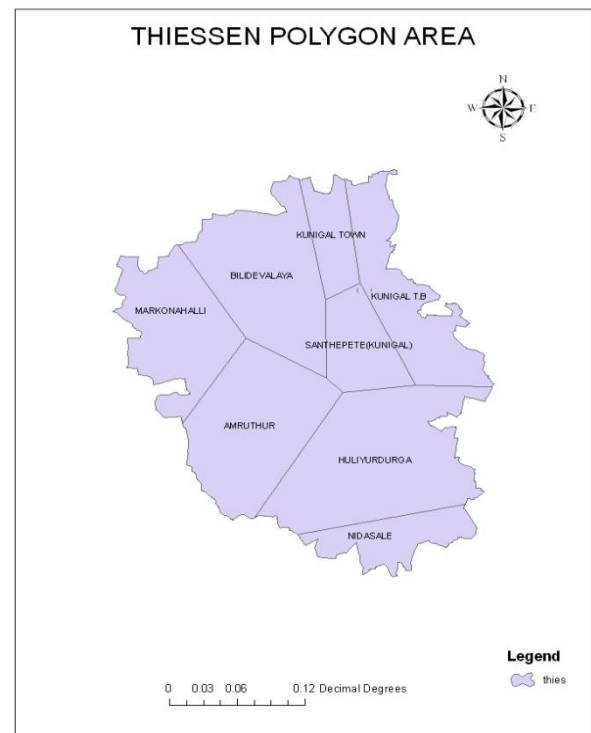 THIESSEN POLYGON AREA
N
W E
S
KUNIGAL TOWN
BILIDEVALAYA
KUNIGAL T.B
MARKONAHALLI
SANTHEPETE(KUNIGAL)
AMRUTHUR
HULIYURDURGA
NIDASALE
Legend
thies
0 0.03 0.06 0.12 Decimal Degrees